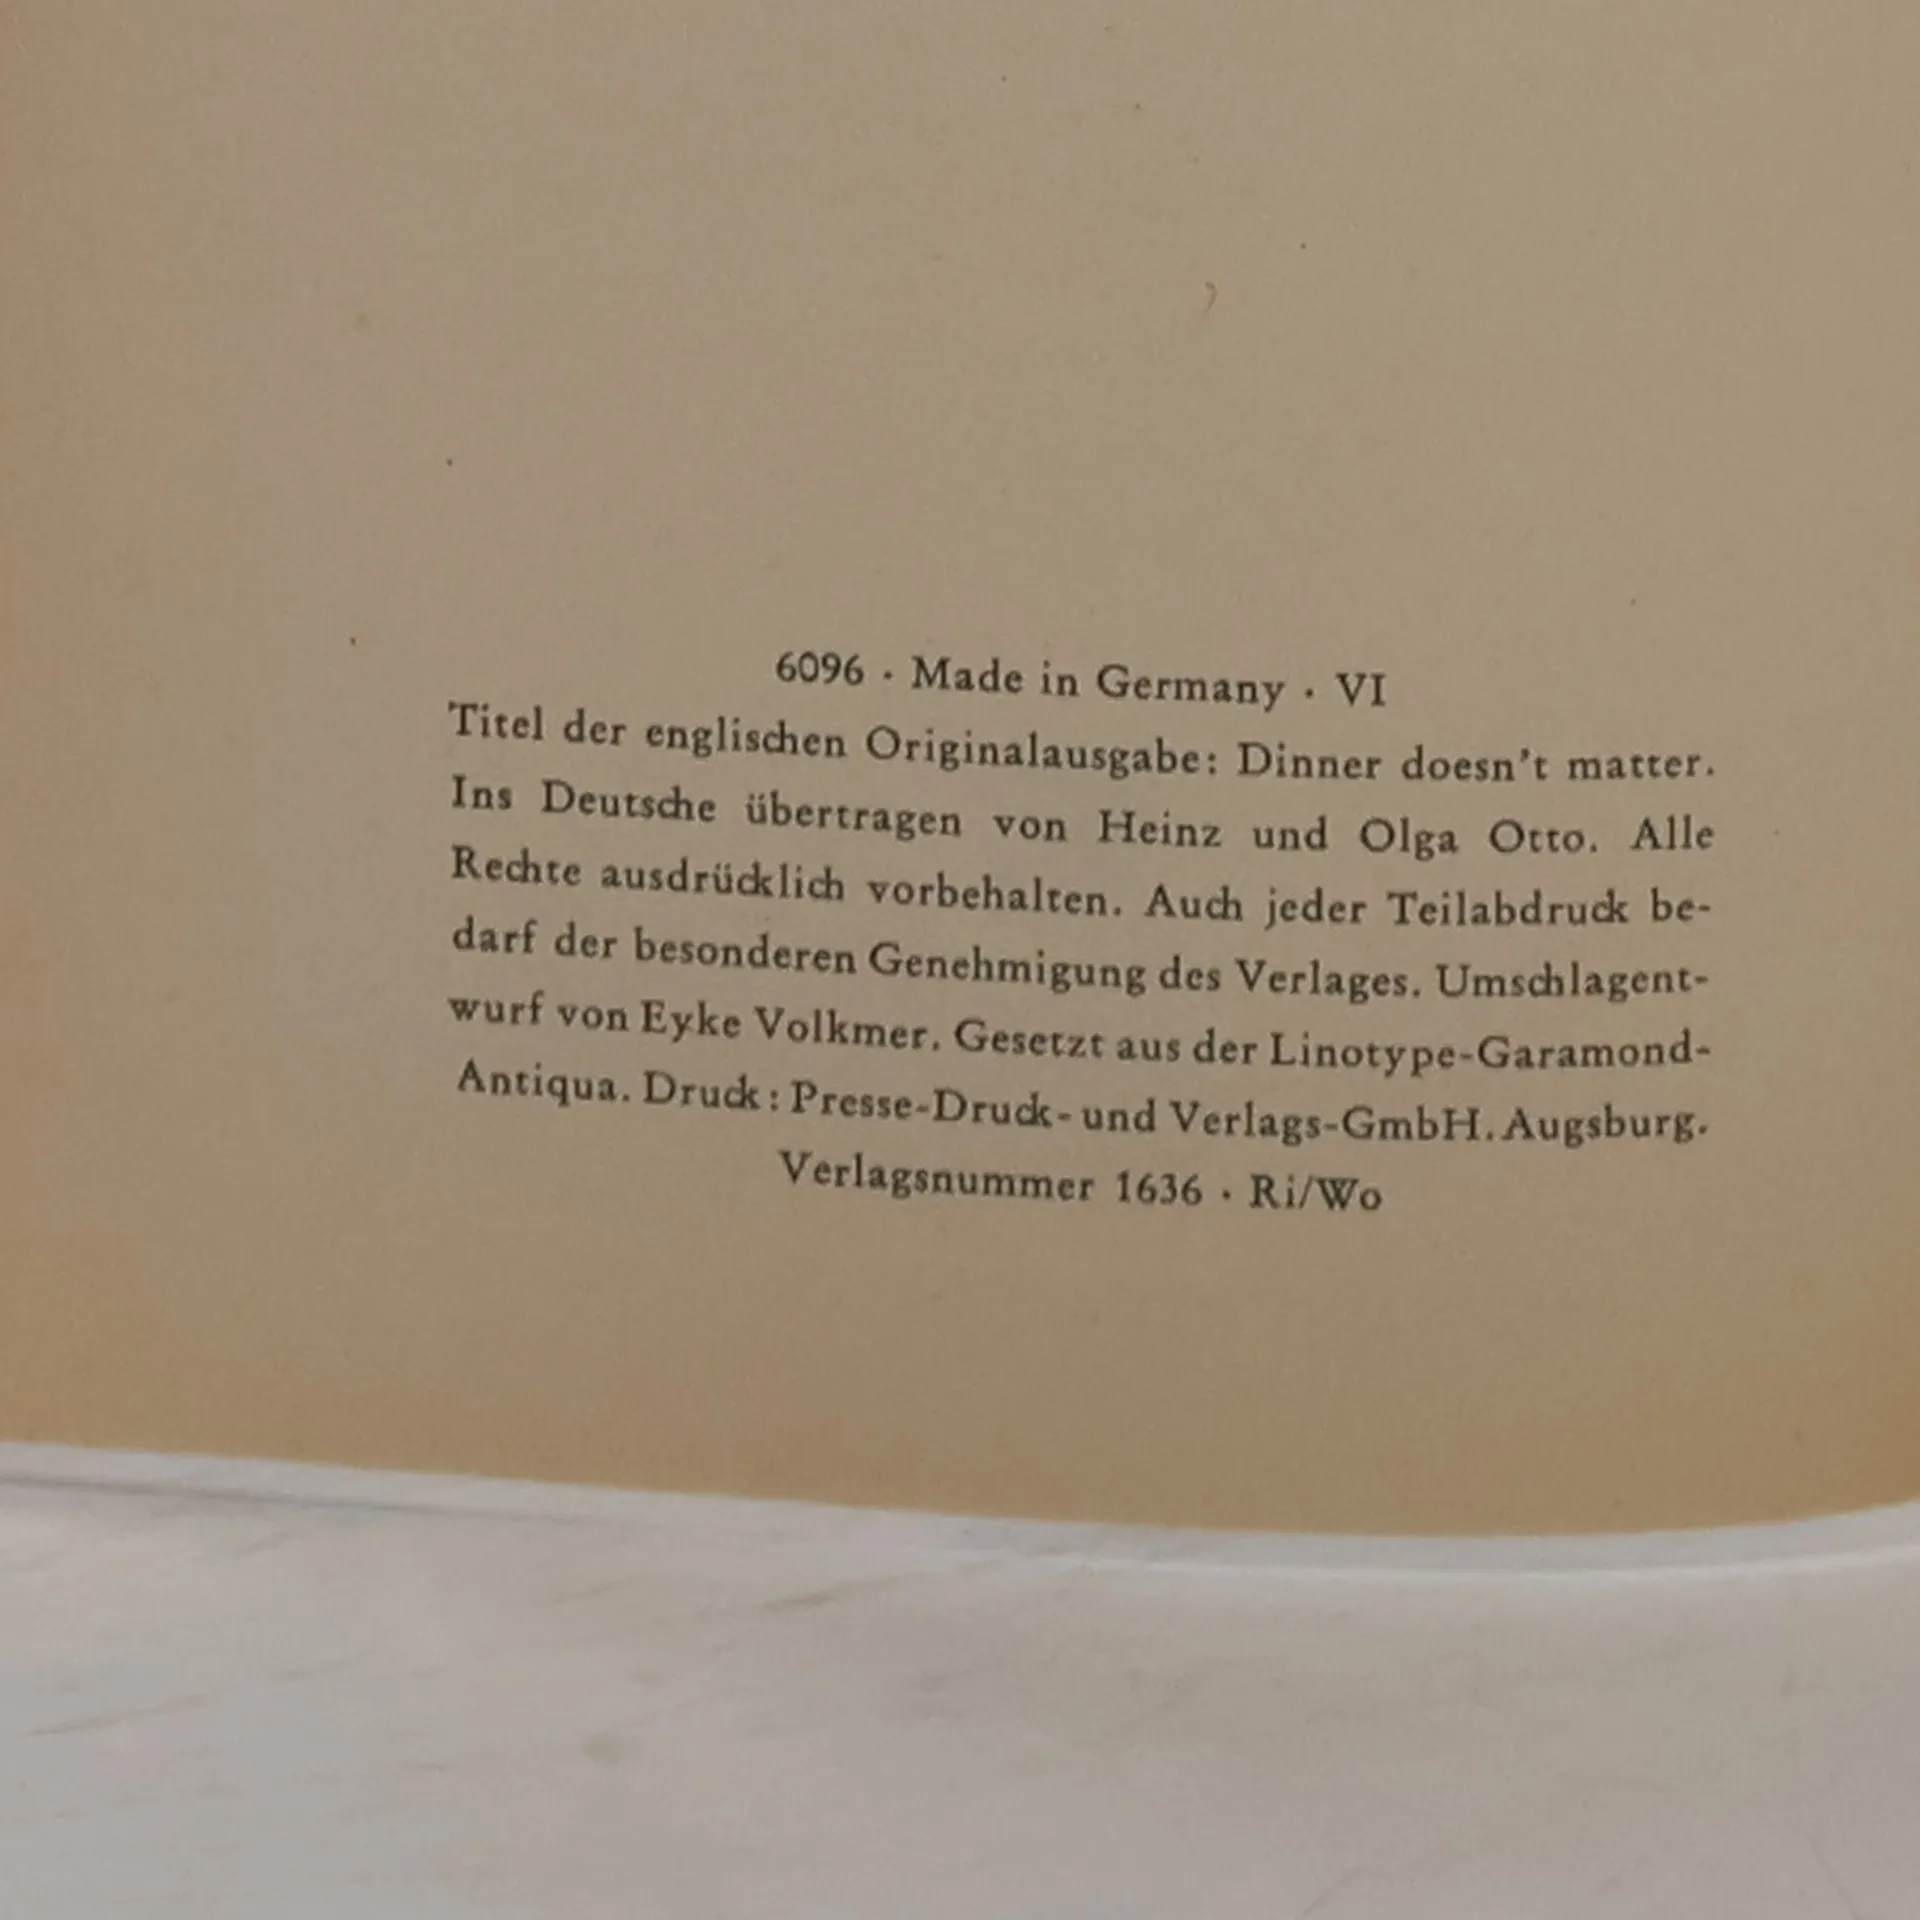 6096 · Made in Germany · VI
Titel der englischen Originalausgabe: Dinner doesn't matter.
Ins Deutsche übertragen von Heinz und Olga Otto. Alle
Rechte ausdrücklich vorbehalten. Auch jeder Teilabdruck be-
darf der besonderen Genehmigung des Verlages. Umschlagent-
wurf von Eyke Volkmer. Gesetzt aus der Linotype-Garamond-
Antiqua. Druck: Presse-Druck- und Verlags-GmbH. Augsburg.
Verlagsnummer 1636 · Ri/Wo